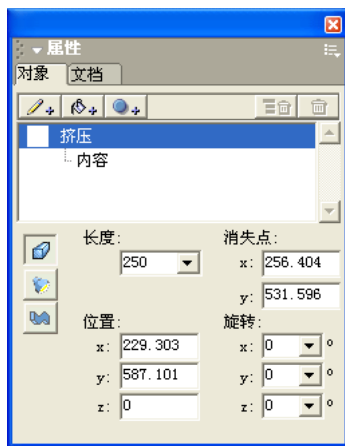 属性
对象 文档
挤压
内容
长度: 消失点:
250 x: 256.404
y: 531.596
位置: 旋转:
x: 229.303 x: 0 °
y: 587.101 y: 0 °
z: 0 z: 0 °